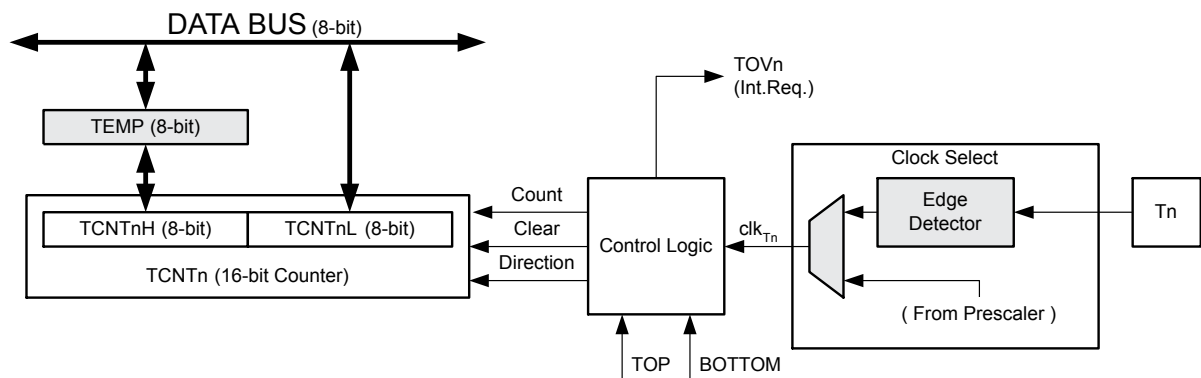 DATA BUS (8-bit)
TOVn
(Int.Req.)
TEMP (8-bit)
Clock Select
Count
Edge
Detector
Tn
TCNTnH (8-bit) TCNTnL (8-bit)
Clear
Control Logic
clkTn
TCNTn (16-bit Counter)
Direction
( From Prescaler )
TOP
BOTTOM